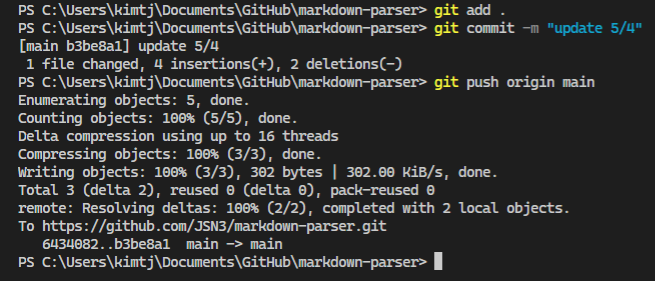 PS C:\Users\kimtj\Documents\GitHub\markdown-parser> git add .
PS C:\Users\kimtj\Documents\GitHub\markdown-parser> git commit -m "update 5/4"
[main b3be8a1] update 5/4
 1 file changed, 4 insertions(+), 2 deletions(-)
PS C:\Users\kimtj\Documents\GitHub\markdown-parser> git push origin main
Enumerating objects: 5, done.
Counting objects: 100% (5/5), done.
Delta compression using up to 16 threads
Compressing objects: 100% (3/3), done.
Writing objects: 100% (3/3), 302 bytes | 302.00 KiB/s, done.
Total 3 (delta 2), reused 0 (delta 0), pack-reused 0
remote: Resolving deltas: 100% (2/2), completed with 2 local objects.
To https://github.com/JSN3/markdown-parser.git
   6434082..b3be8a1  main -> main
PS C:\Users\kimtj\Documents\GitHub\markdown-parser>